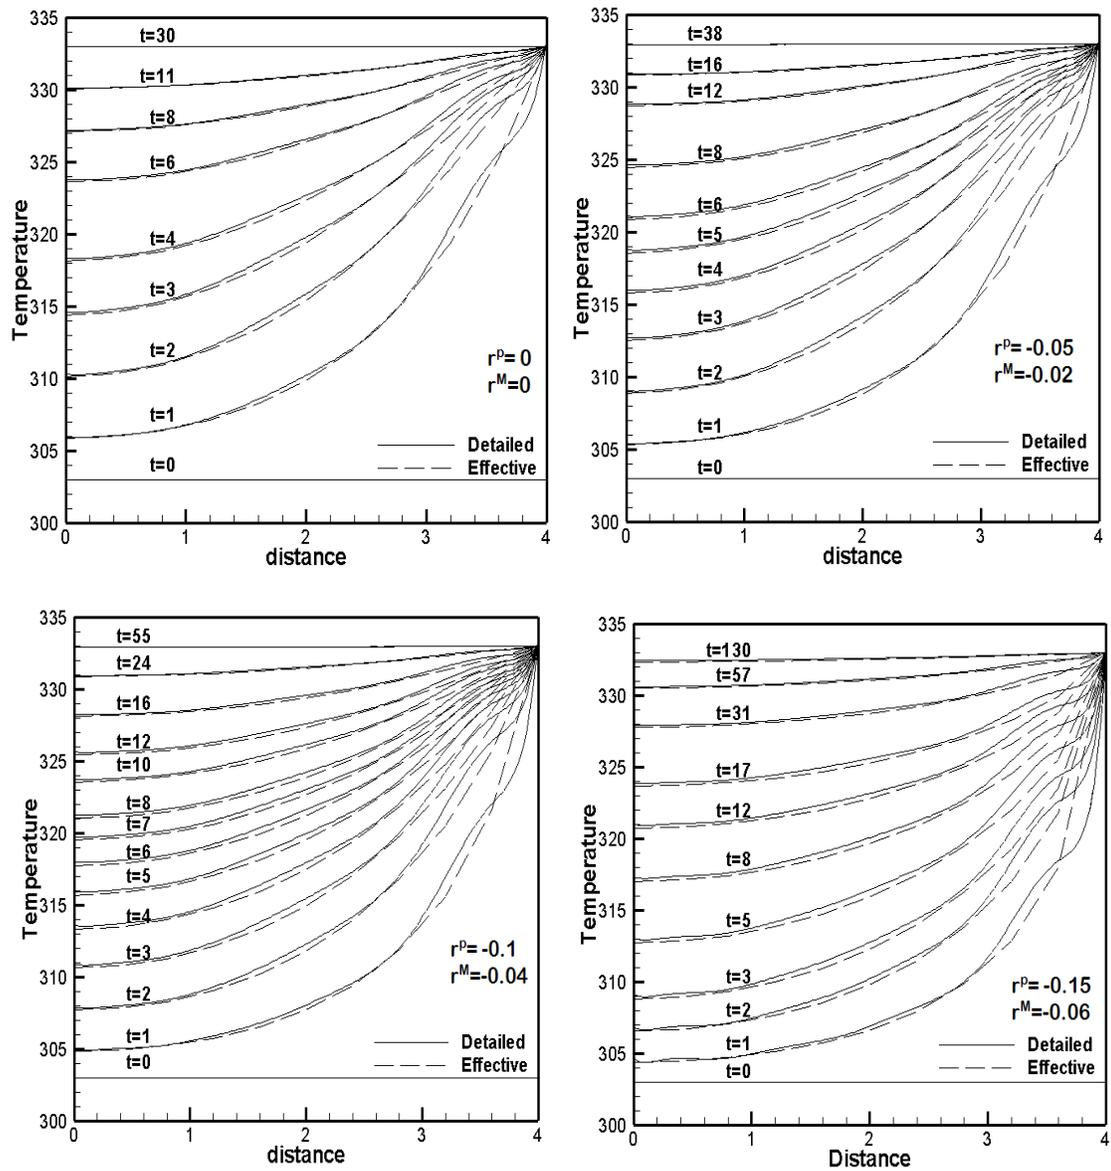 335
330
325
320
315
310
305
300
Temperature
t=30
t=11
t=8
t=6
t=4
t=3
t=2
t=1
t=0
rᵖ= 0
rᴹ=0
Detailed
Effective
0 1 2 3 4
distance
335
330
325
320
315
310
305
300
Temperature
t=38
t=16
t=12
t=8
t=6
t=5
t=4
t=3
t=2
t=1
t=0
rᵖ= -0.05
rᴹ=-0.02
Detailed
Effective
0 1 2 3 4
distance
335
330
325
320
315
310
305
300
Temperature
t=55
t=24
t=16
t=12
t=10
t=8
t=7
t=6
t=5
t=4
t=3
t=2
t=1
t=0
rᵖ= -0.1
rᴹ=-0.04
Detailed
Effective
0 1 2 3 4
distance
335
330
325
320
315
310
305
300
Temperature
t=130
t=57
t=31
t=17
t=12
t=8
t=5
t=3
t=2
t=1
t=0
rᵖ= -0.15
rᴹ=-0.06
Detailed
Effective
0 1 2 3 4
Distance